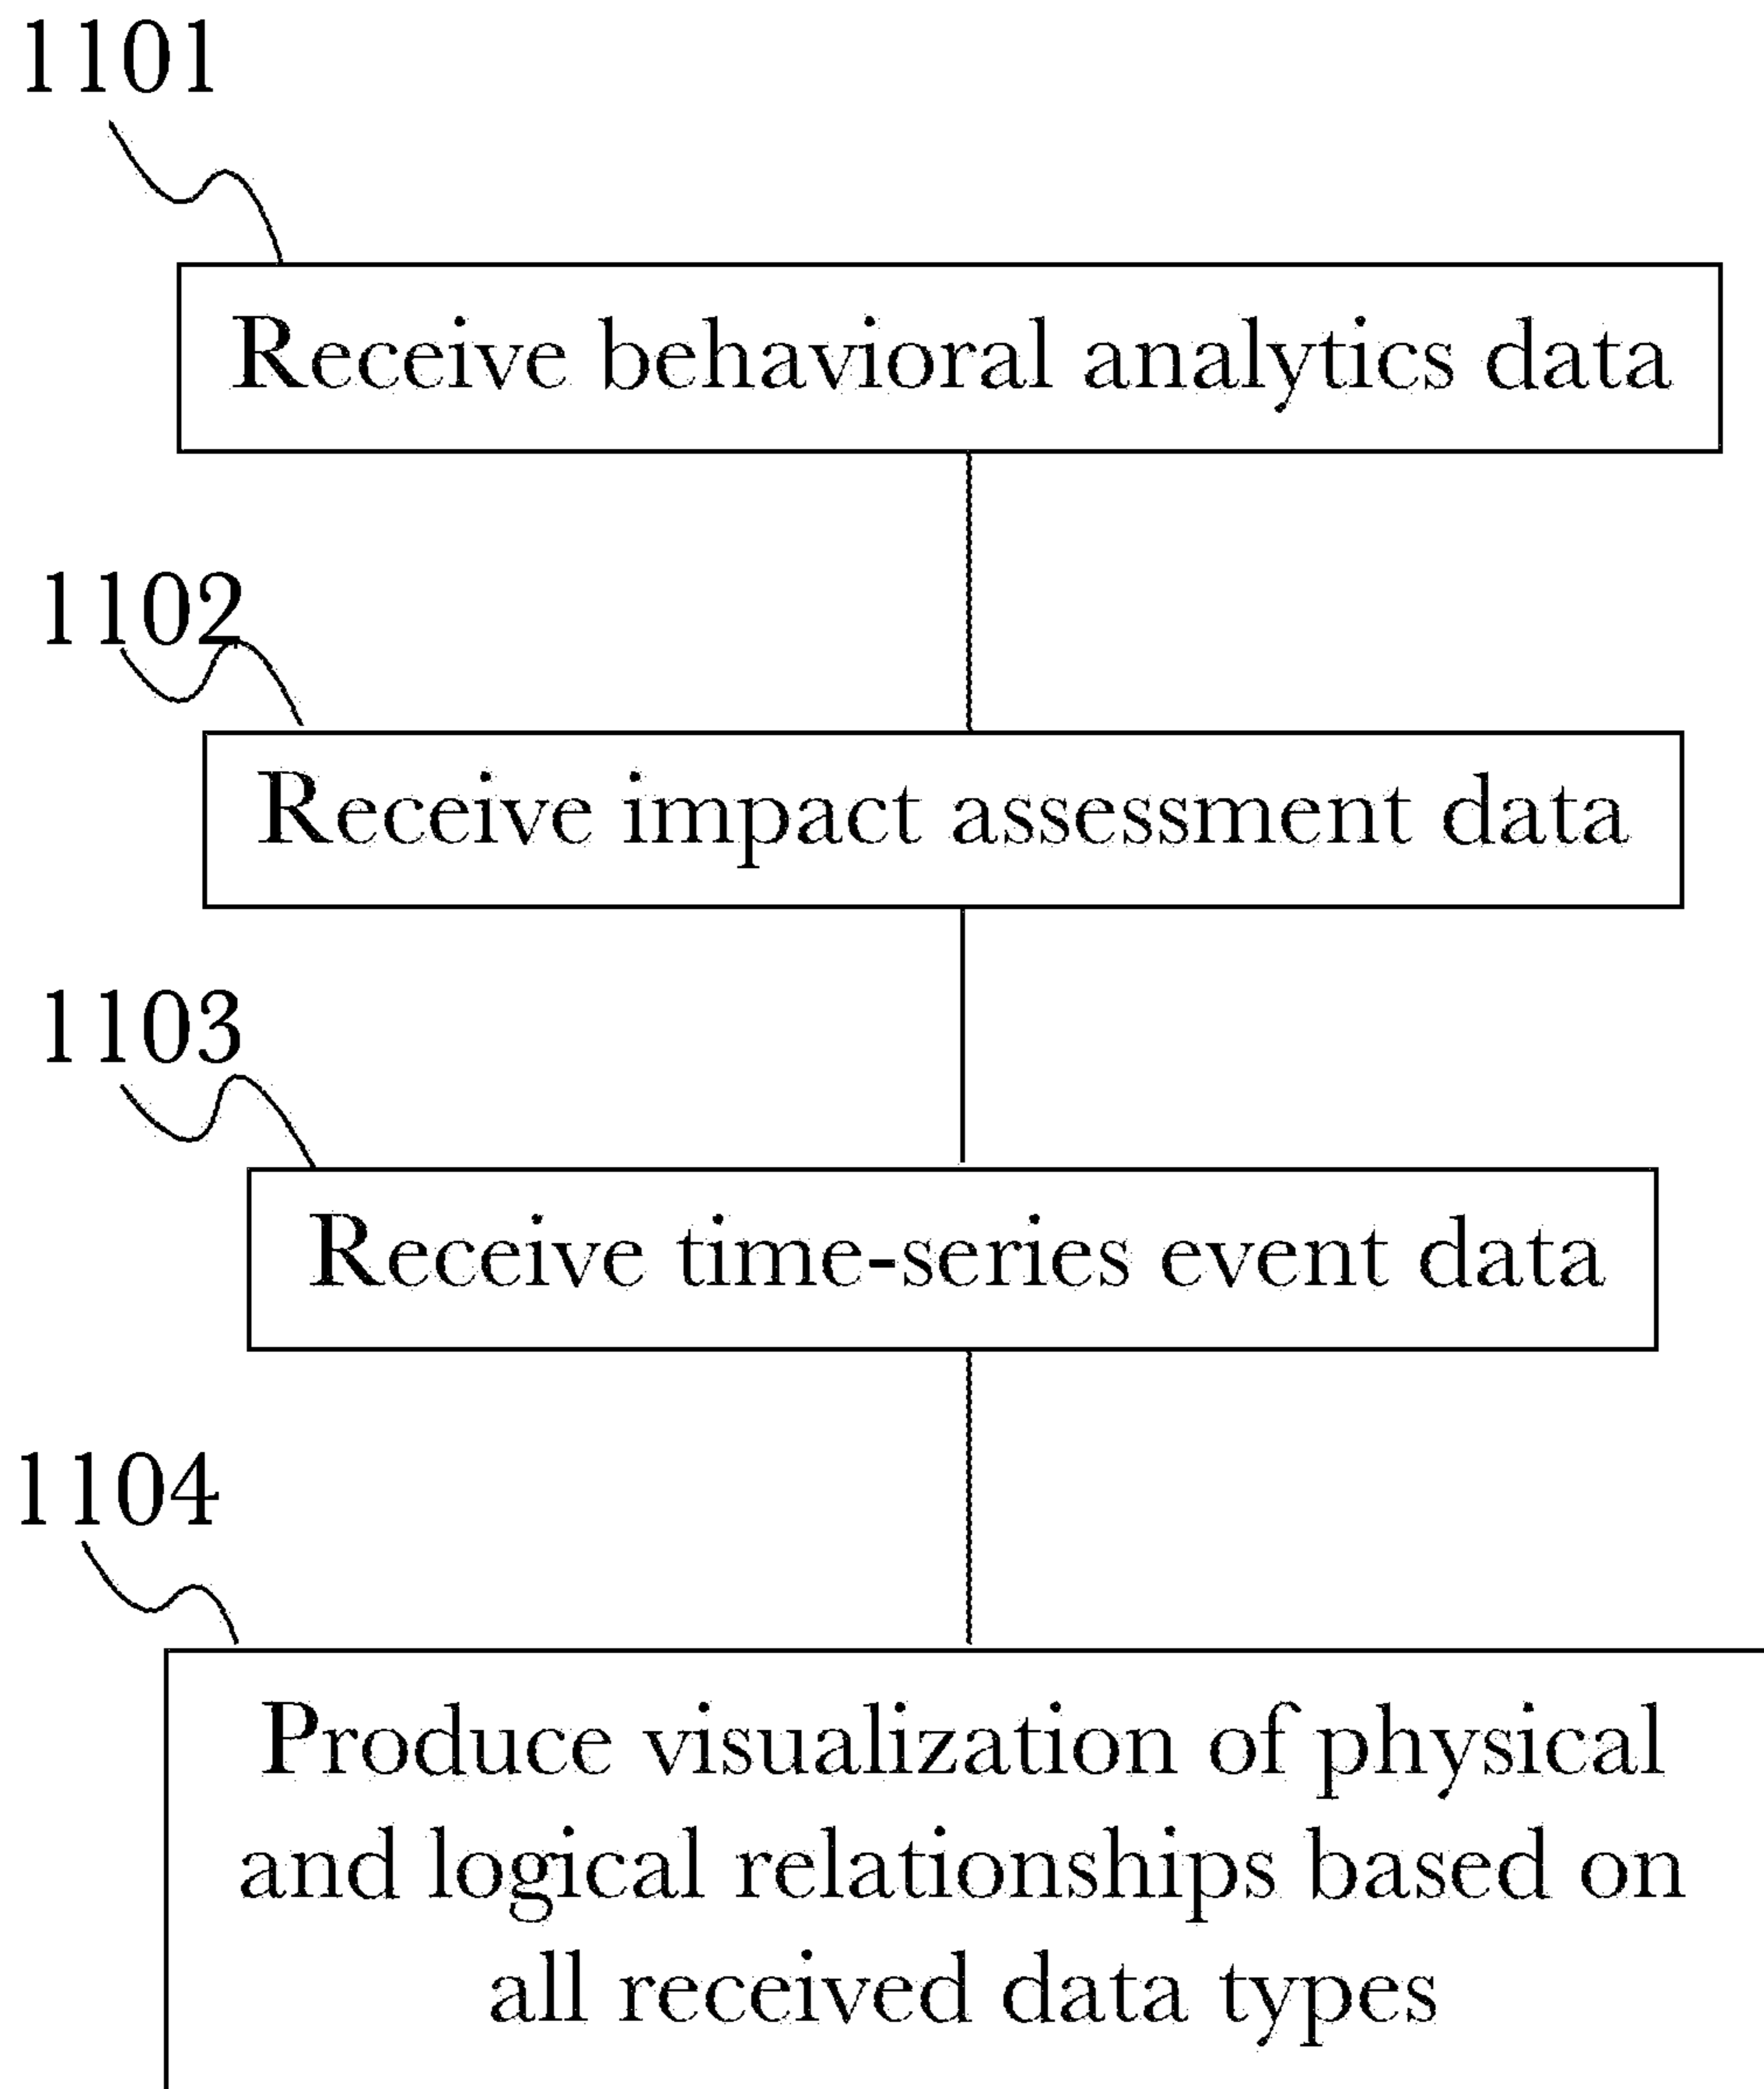 1101
Receive behavioral analytics data
1102
Receive impact assessment data
1103
Receive time-series event data
1104
Produce visualization of physical
and logical relationships based on
all received data types